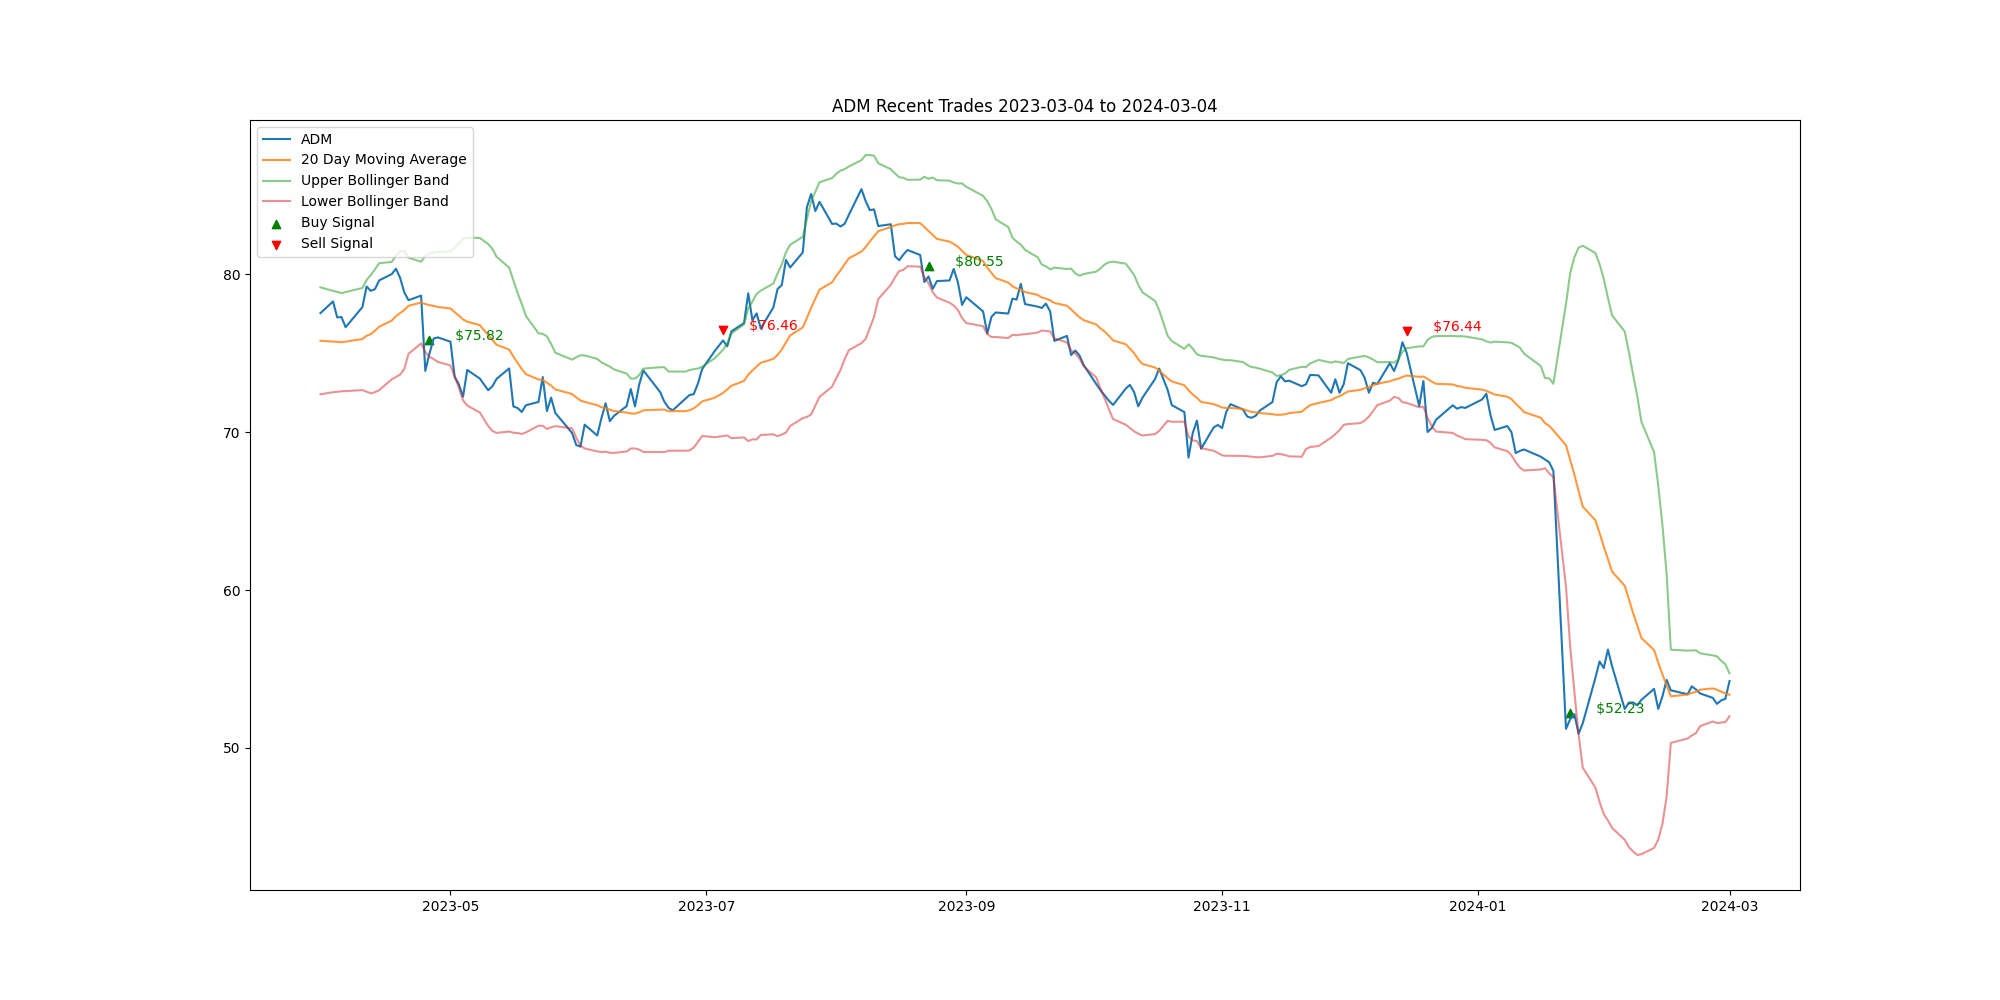 ADM Recent Trades 2023-03-04 to 2024-03-04
ADM
20 Day Moving Average
Upper Bollinger Band
Lower Bollinger Band
Buy Signal
Sell Signal
80
70
60
50
$75.82
$76.46
$80.55
$76.44
$52.23
2023-05
2023-07
2023-09
2023-11
2024-01
2024-03